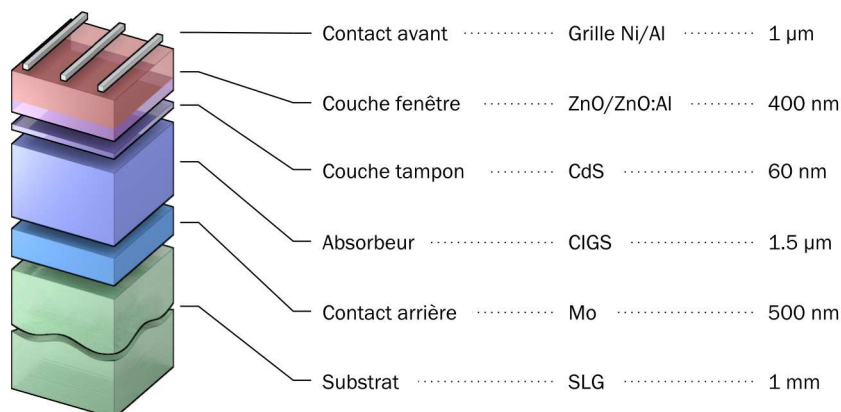 Contact avant Grille Ni/Al 1 µm
Couche fenêtre ZnO/ZnO:Al 400 nm
Couche tampon CdS 60 nm
Absorbeur CIGS 1.5 µm
Contact arrière Mo 500 nm
Substrat SLG 1 mm